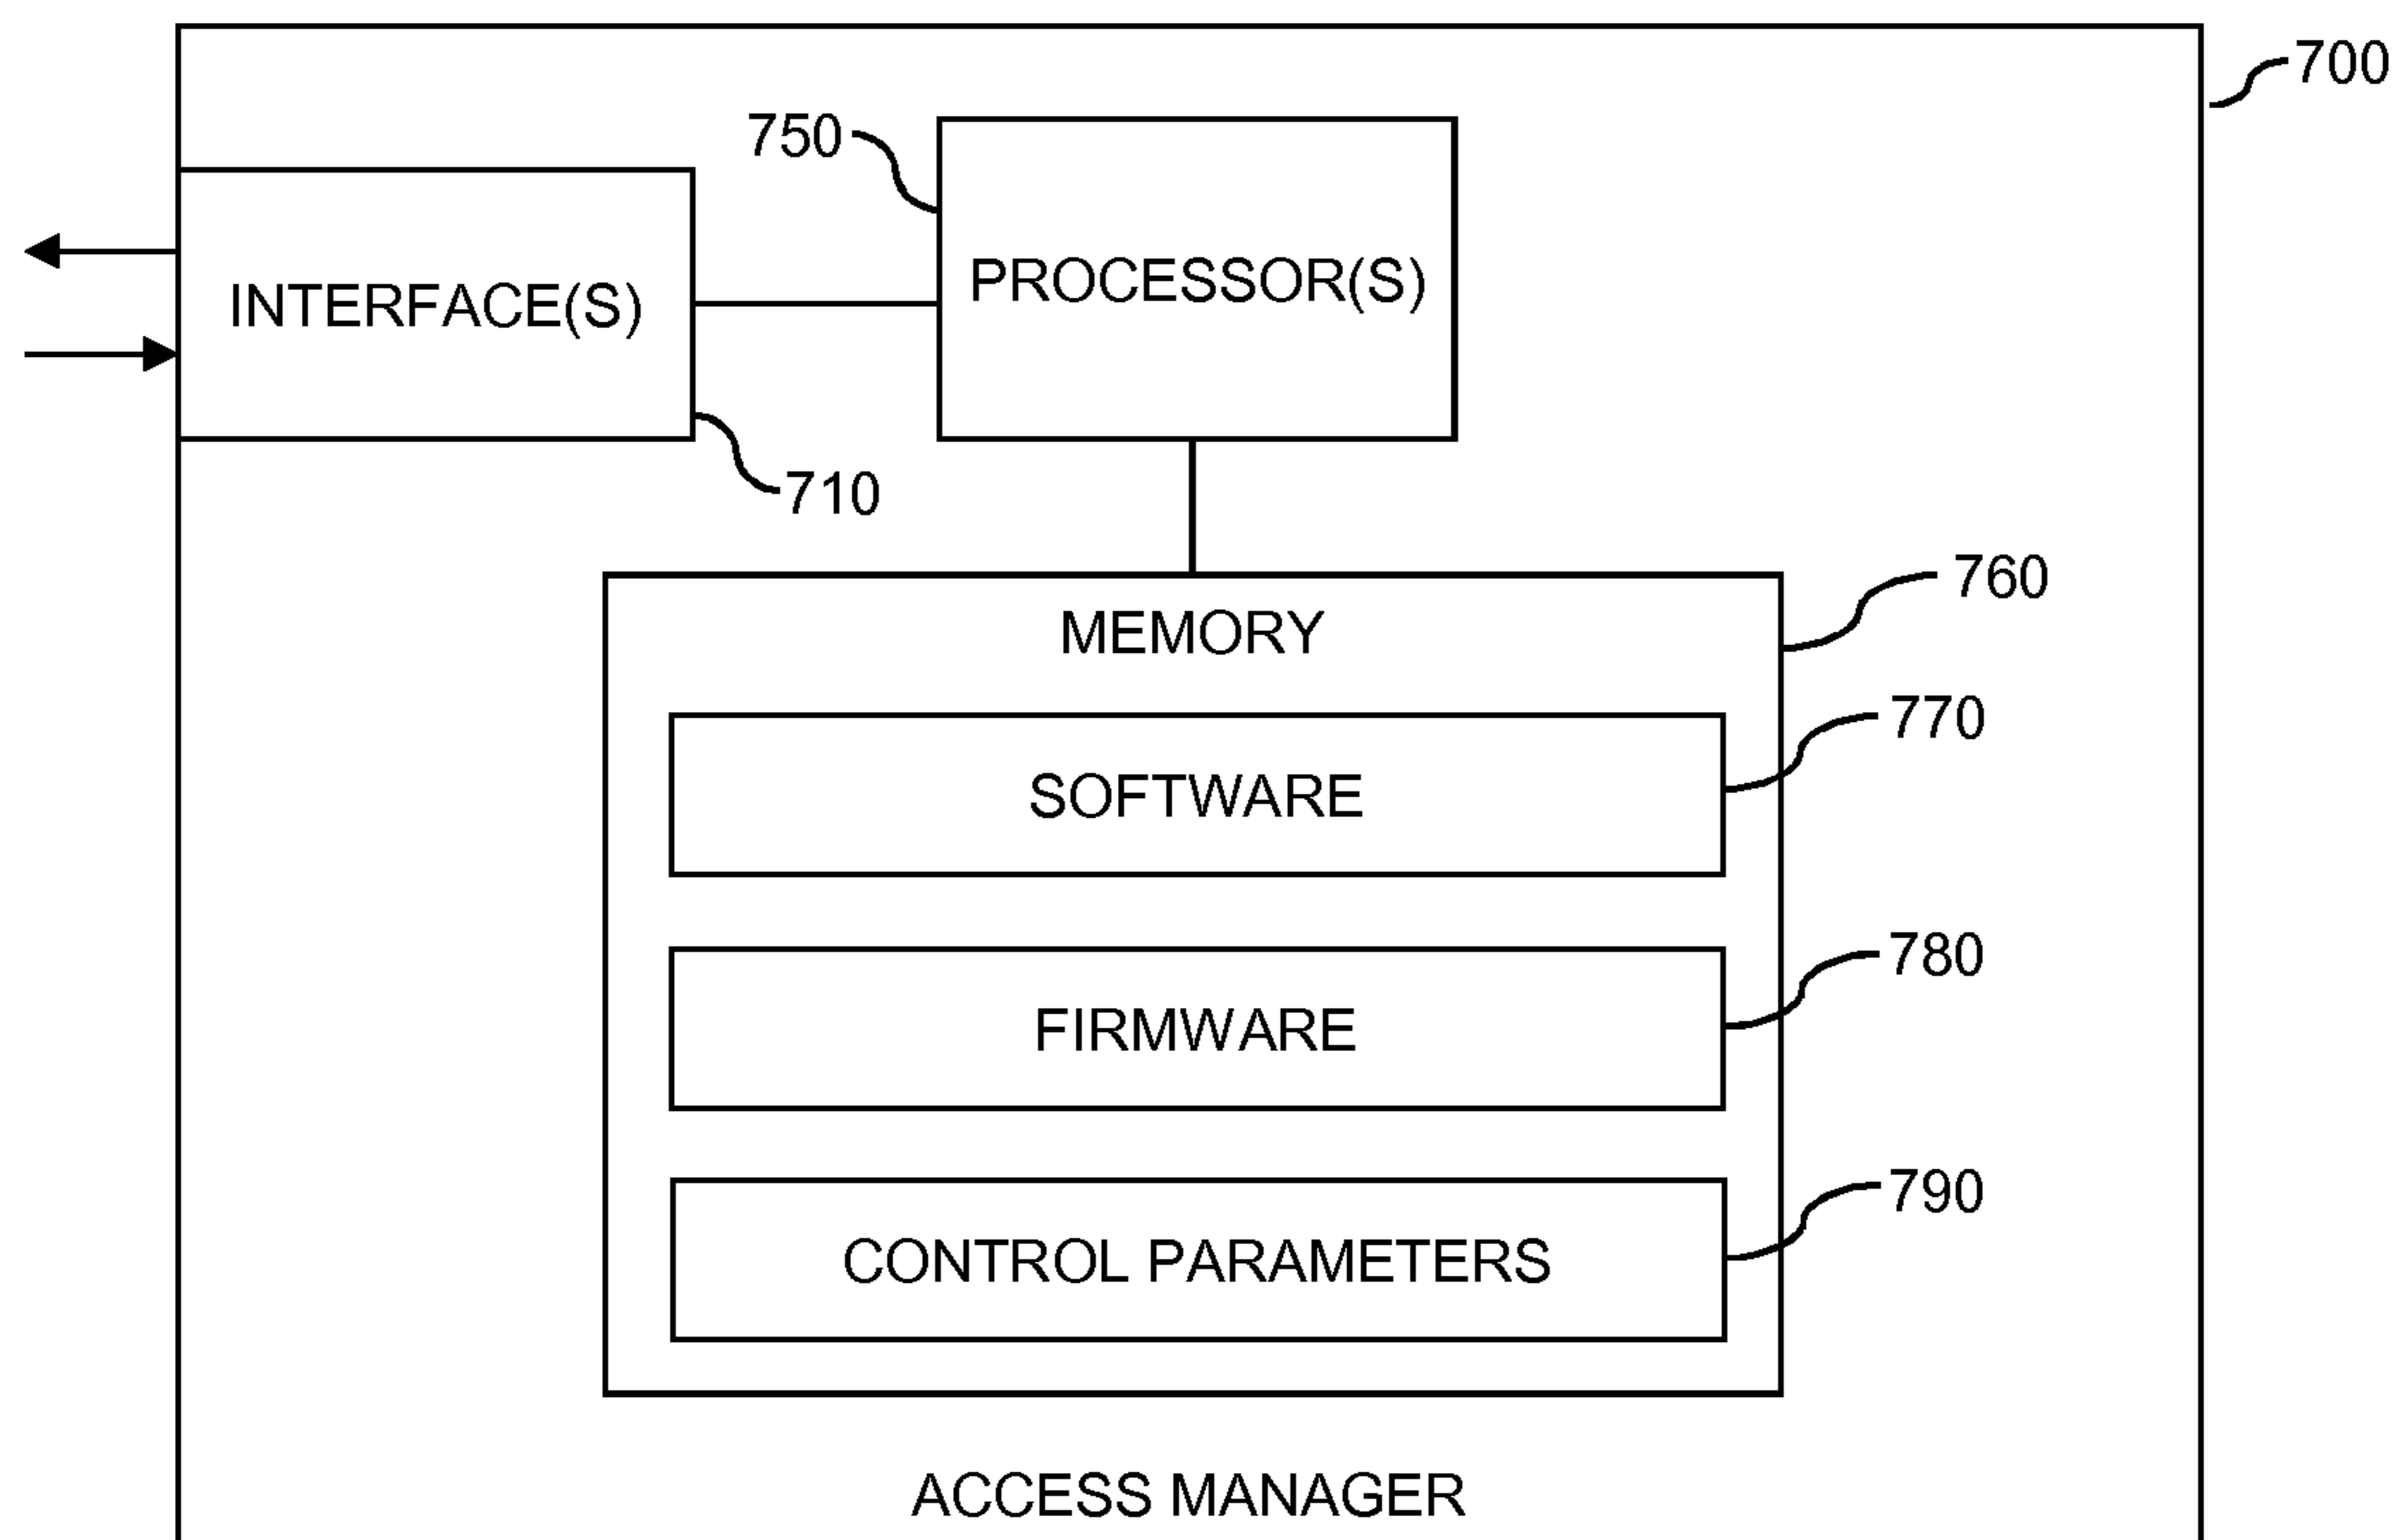 700
750
PROCESSOR(S)
INTERFACE(S)
710
760
MEMORY
770
SOFTWARE
780
FIRMWARE
790
CONTROL PARAMETERS
ACCESS MANAGER